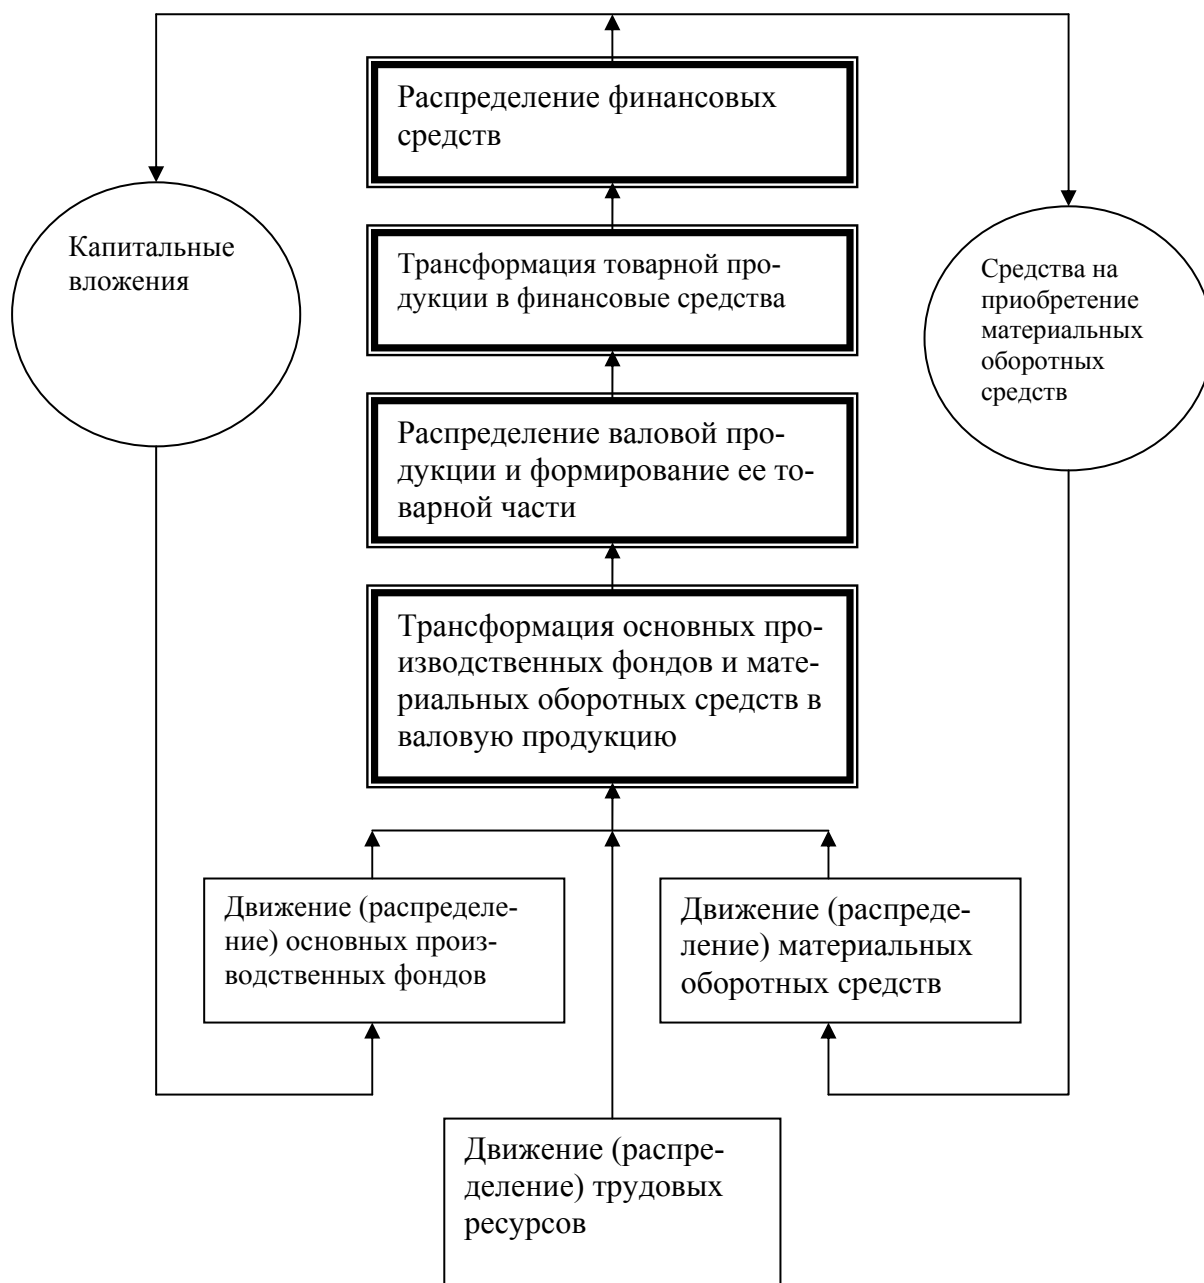 Распределение финансовых
средств
Капитальные
вложения
Трансформация товарной про-
дукции в финансовые средства
Средства на
приобретение
материальных
оборотных
средств
Распределение валовой про-
дукции и формирование ее то-
варной части
Трансформация основных про-
изводственных фондов и мате-
риальных оборотных средств в
валовую продукцию
Движение (распределе-
ние) основных произ-
водственных фондов
Движение (распреде-
ление) материальных
оборотных средств
Движение (распре-
деление) трудовых
ресурсов